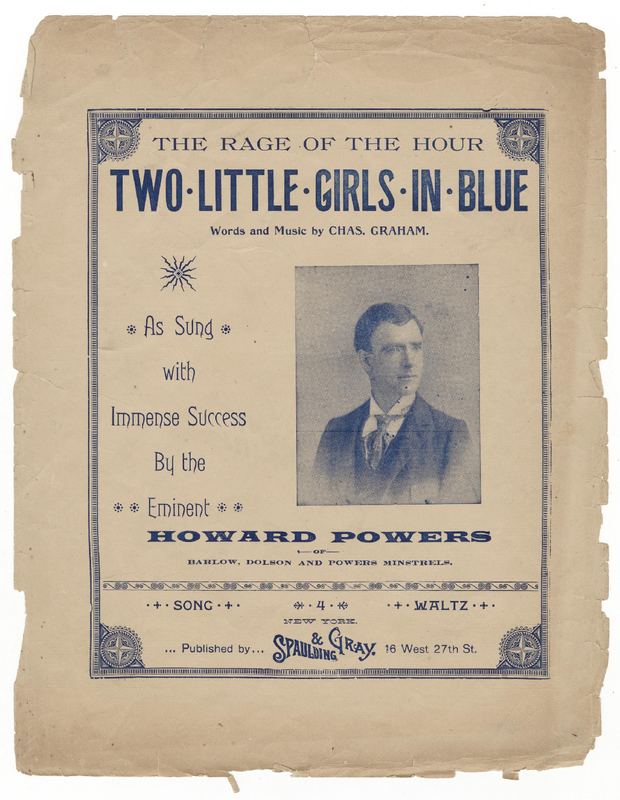 THE RAGE OF THE HOUR
TWO·LITTLE·GIRLS·IN·BLUE
Words and Music by CHAS. GRAHAM.
As Sung
with
Immense Success
By the
Eminent
HOWARD POWERS
—OF—
BARLOW, DOLSON AND POWERS MINSTRELS.
SONG 4 WALTZ
NEW YORK.
... Published by... SPAULDING & GRAY. 16 West 27th St.